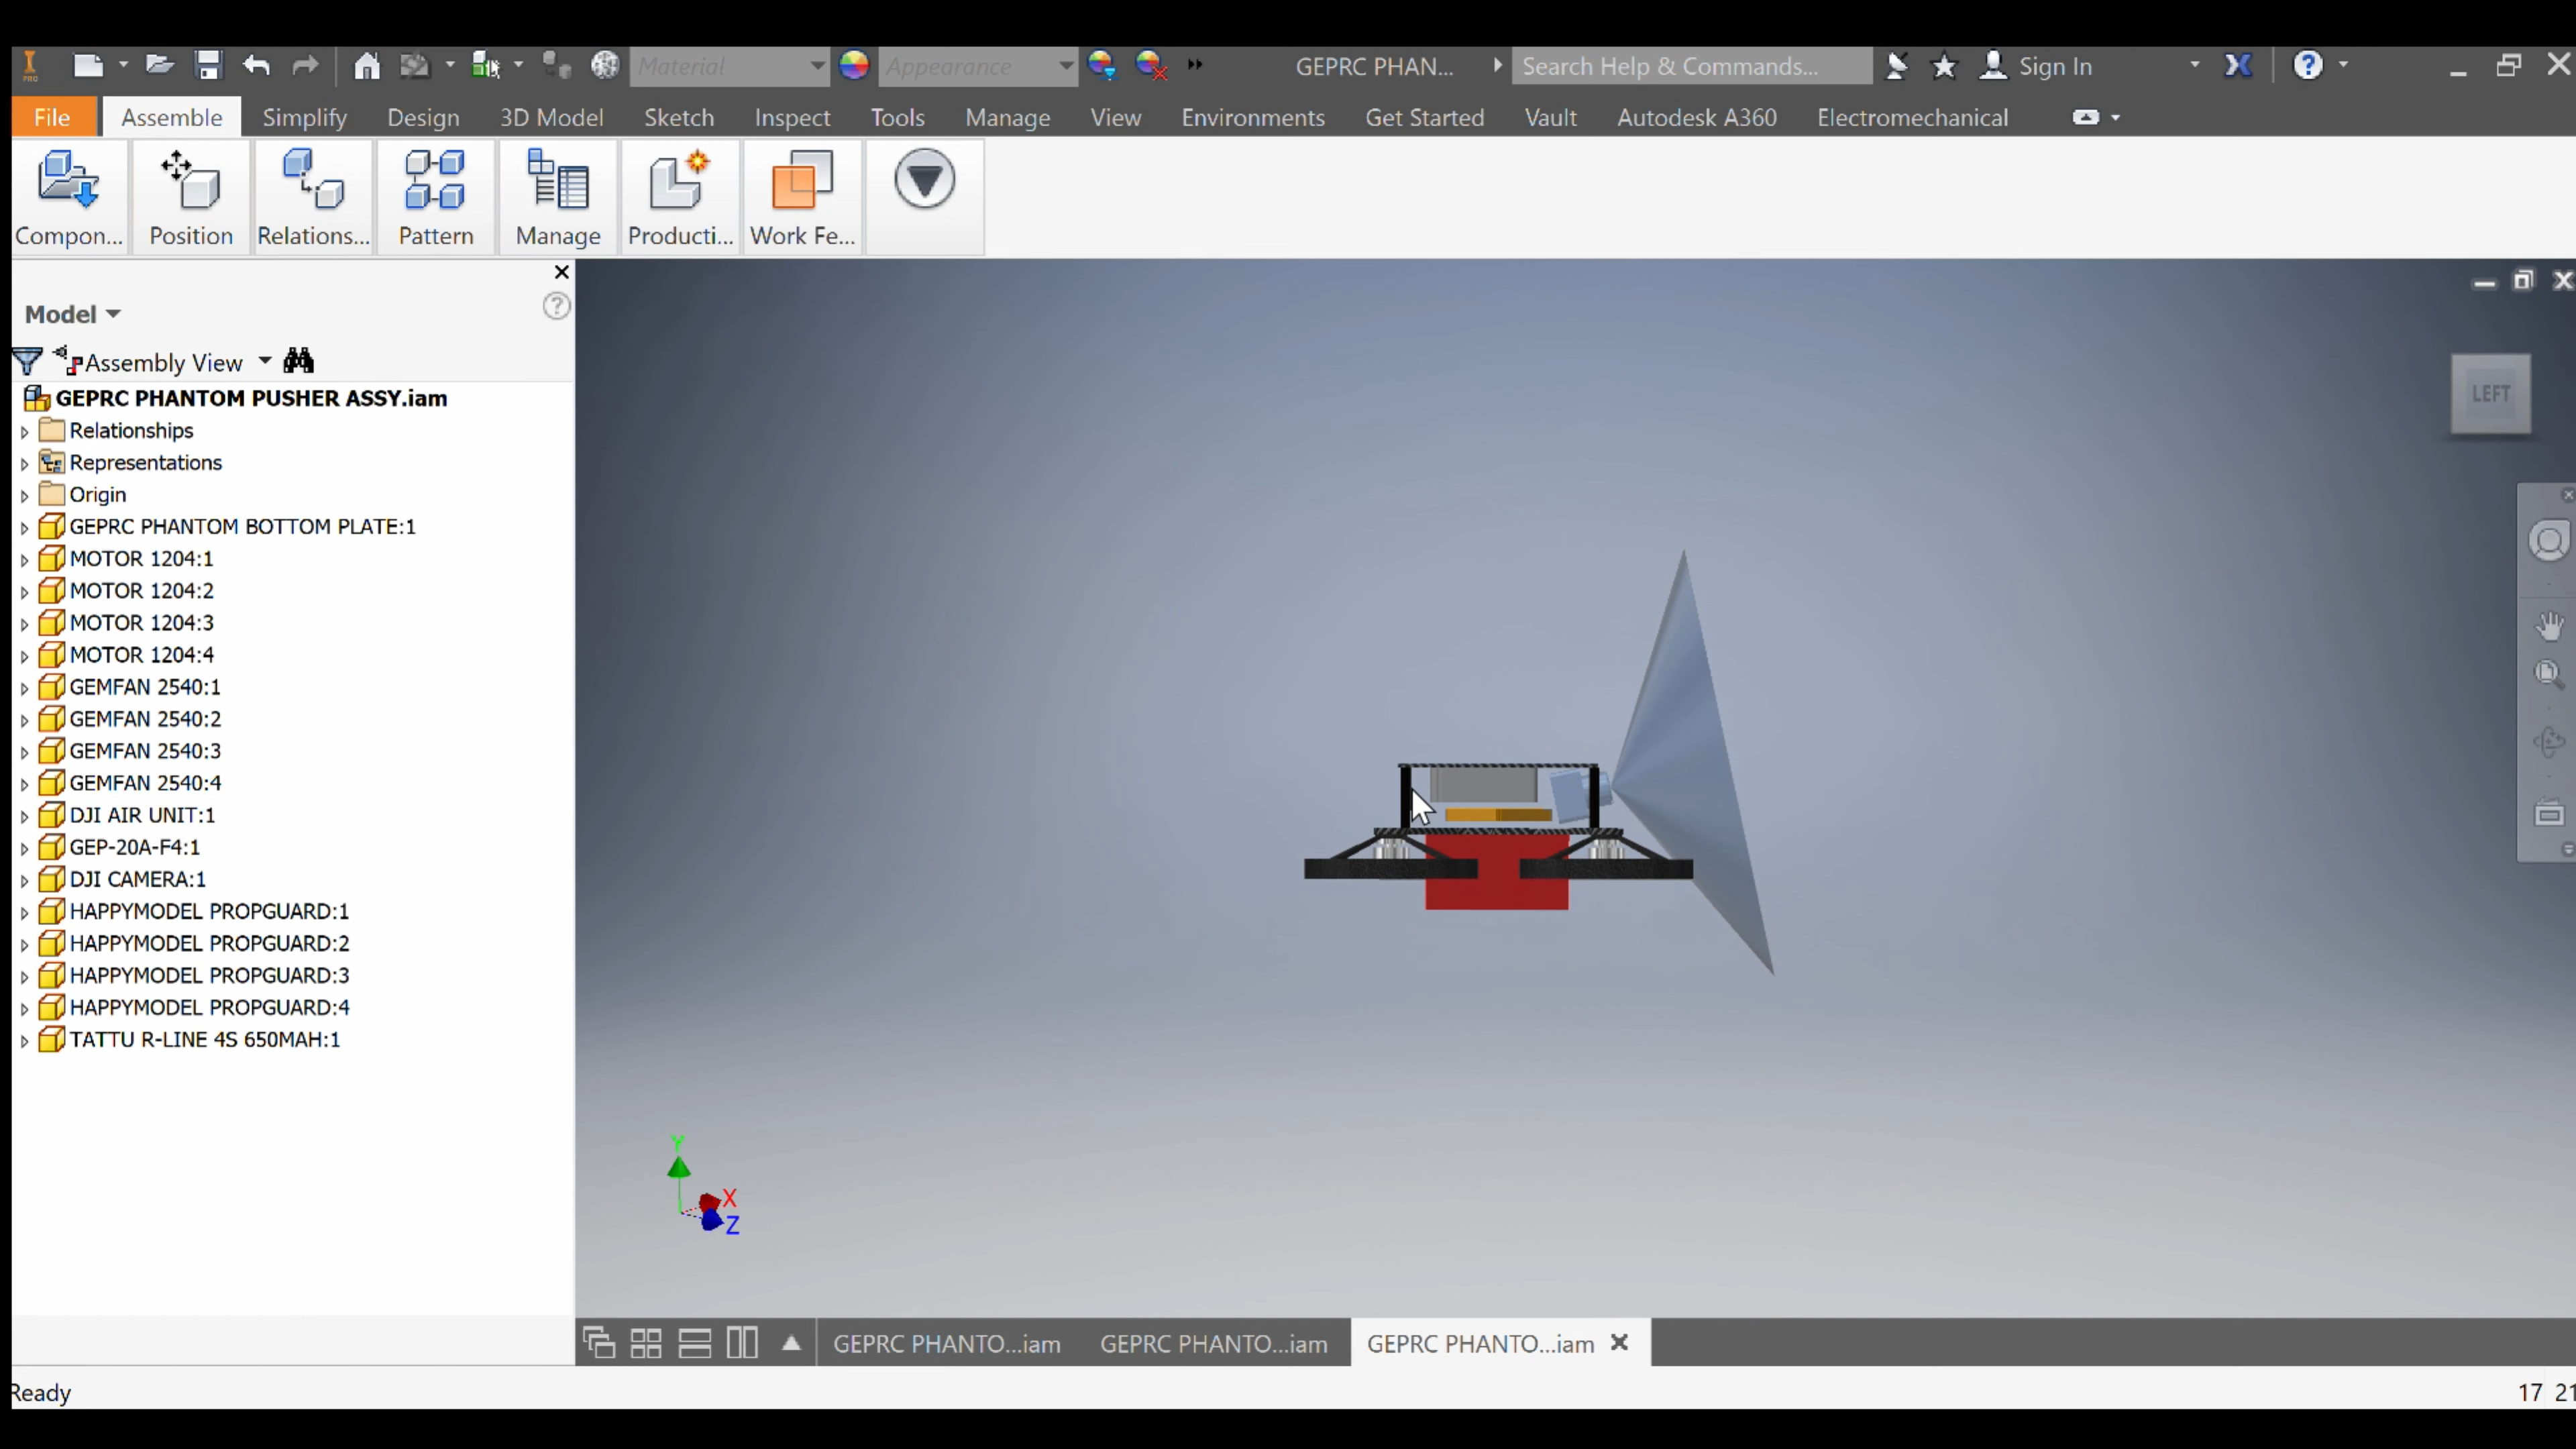 PRO
Material
Appearance
GEPRC PHAN...
Search Help & Commands...
Sign In
File
Assemble
Simplify
Design
3D Model
Sketch
Inspect
Tools
Manage
View
Environments
Get Started
Vault
Autodesk A360
Electromechanical
Compon...
Position
Relations...
Pattern
Manage
Producti...
Work Fe...
Model
Assembly View
GEPRC PHANTOM PUSHER ASSY.iam
Relationships
Representations
Origin
GEPRC PHANTOM BOTTOM PLATE:1
MOTOR 1204:1
MOTOR 1204:2
MOTOR 1204:3
MOTOR 1204:4
GEMFAN 2540:1
GEMFAN 2540:2
GEMFAN 2540:3
GEMFAN 2540:4
DJI AIR UNIT:1
GEP-20A-F4:1
DJI CAMERA:1
HAPPYMODEL PROPGUARD:1
HAPPYMODEL PROPGUARD:2
HAPPYMODEL PROPGUARD:3
HAPPYMODEL PROPGUARD:4
TATTU R-LINE 4S 650MAH:1
LEFT
Y
X
Z
GEPRC PHANTO...iam
GEPRC PHANTO...iam
GEPRC PHANTO...iam
Ready
17 21